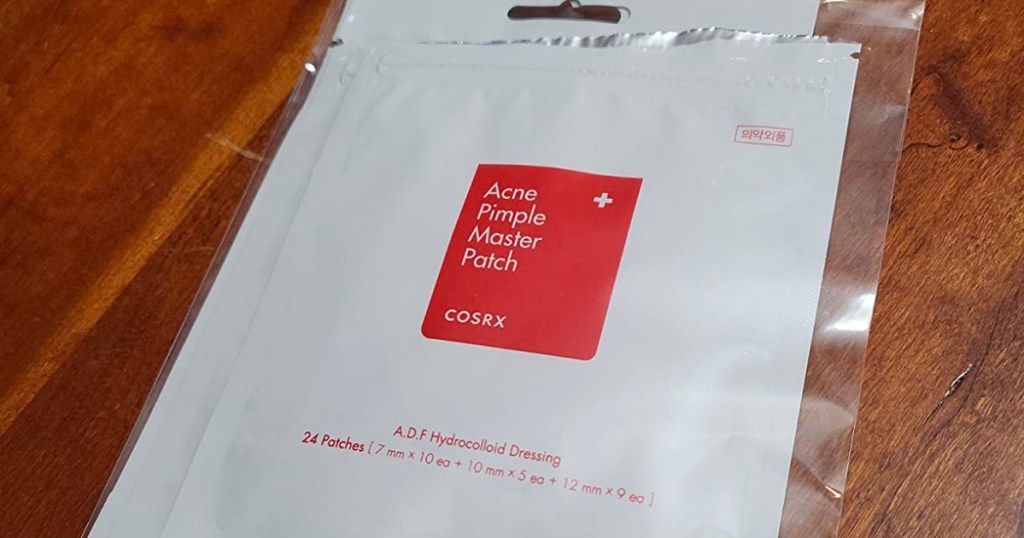 의약외품
Acne
Pimple
Master
Patch
COSRX
A.D.F Hydrocolloid Dressing
24 Patches [ 7 mm × 10 ea + 10 mm × 5 ea + 12 mm × 9 ea ]